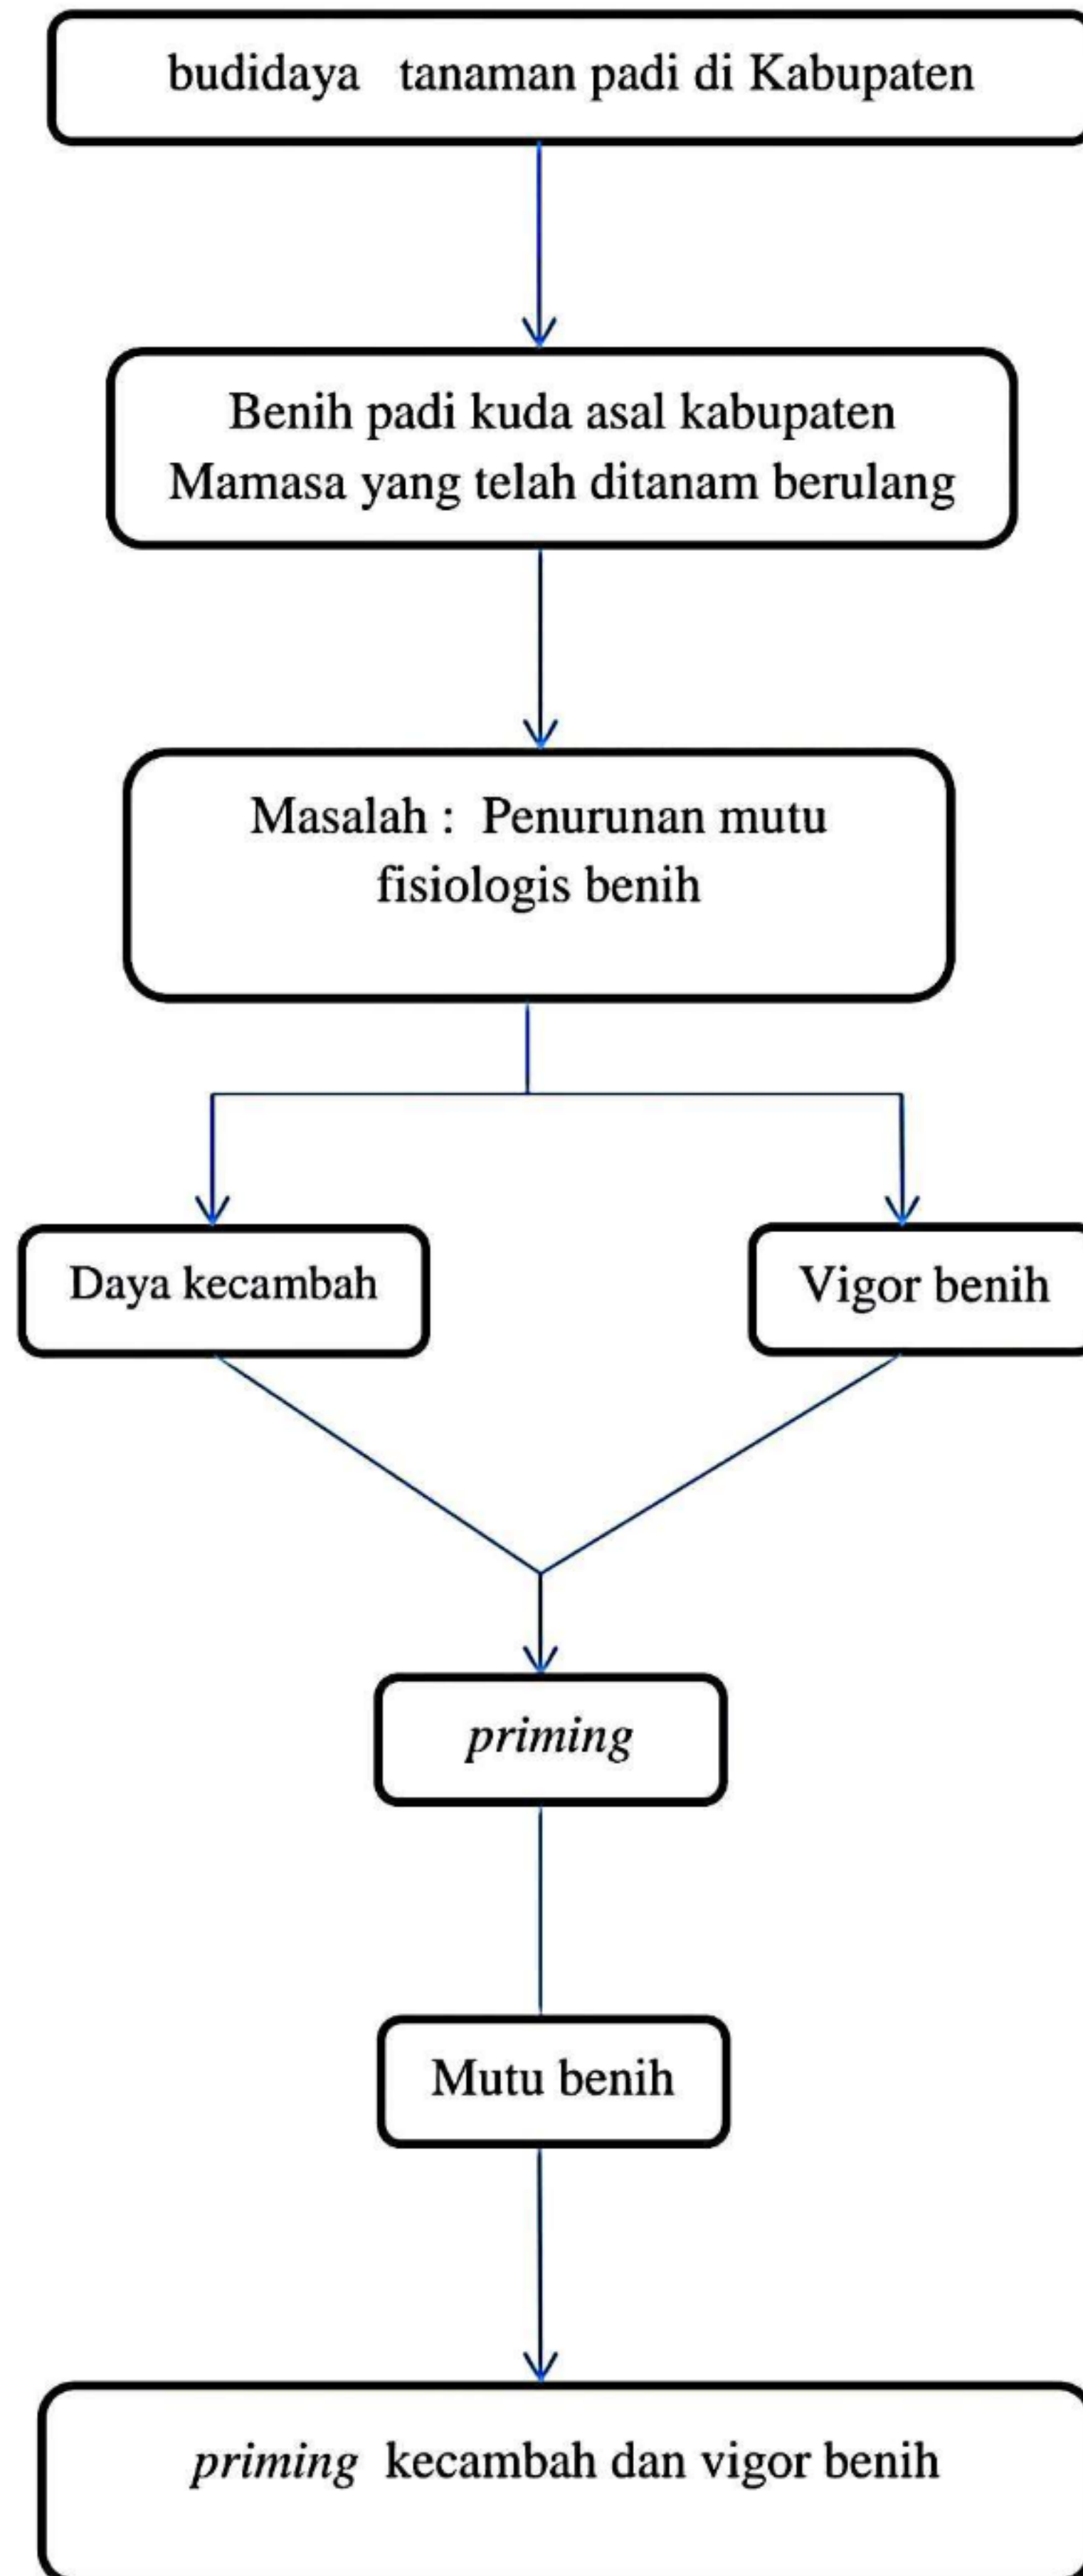 budidaya tanaman padi di Kabupaten
Benih padi kuda asal kabupaten
Mamasa yang telah ditanam berulang
Masalah : Penurunan mutu
fisiologis benih
Daya kecambah
Vigor benih
priming
Mutu benih
priming kecambah dan vigor benih